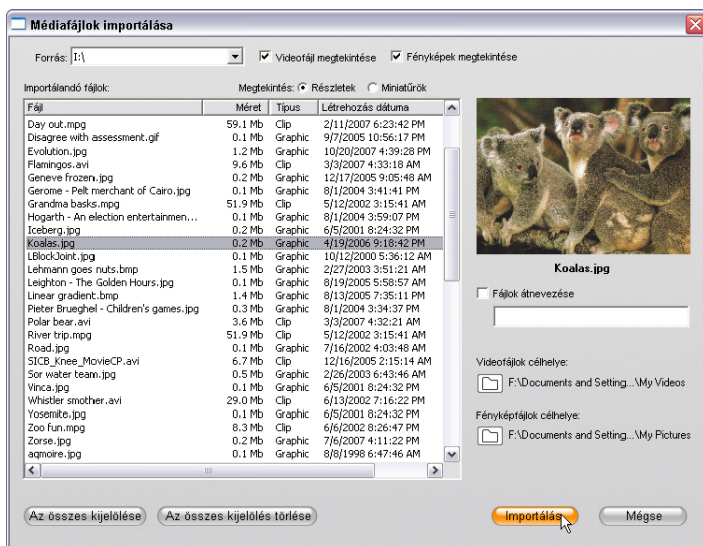 Médiafájlok importálása
Forrás: I:\ Videofájl megtekintése Fényképek megtekintése
Importálandó fájlok: Megtekintés: Részletek Miniatűrök
Fájl Méret Típus Létrehozás dátuma
Day out.mpg 59.1 Mb Clip 2/11/2007 6:23:42 PM
Disagree with assessment.gif 0.1 Mb Graphic 9/7/2005 10:56:17 PM
Evolution.jpg 1.2 Mb Graphic 10/20/2007 4:39:28 PM
Flamingos.avi 9.6 Mb Clip 3/3/2007 4:33:18 AM
Geneve frozen.jpg 0.2 Mb Graphic 12/17/2005 9:05:48 AM
Gerome - Pelt merchant of Cairo.jpg 0.1 Mb Graphic 8/1/2004 3:41:41 PM
Grandma basks.mpg 51.9 Mb Clip 5/12/2002 3:15:41 AM
Hogarth - An election entertainmen... 0.1 Mb Graphic 8/1/2004 3:59:07 PM
Iceberg.jpg 0.2 Mb Graphic 6/5/2001 8:24:32 PM
Koalas.jpg 0.2 Mb Graphic 4/19/2006 9:18:42 PM
LBlockJoint.jpg 0.1 Mb Graphic 10/12/2000 5:36:12 AM
Lehmann goes nuts.bmp 1.5 Mb Graphic 2/27/2003 3:51:21 AM
Leighton - The Golden Hours.jpg 0.1 Mb Graphic 8/19/2005 5:58:57 AM
Linear gradient.bmp 1.4 Mb Graphic 8/13/2005 7:35:11 PM
Pieter Brueghel - Children's games.jpg 0.3 Mb Graphic 8/1/2004 3:34:37 PM
Polar bear.avi 3.6 Mb Clip 3/3/2007 4:32:21 AM
River trip.mpg 51.9 Mb Clip 5/12/2002 3:15:41 AM
Road.jpg 0.1 Mb Graphic 7/16/2002 4:03:48 AM
SICB_Knee_MovieCP.avi 6.7 Mb Clip 12/16/2005 2:15:14 AM
Sor water team.jpg 0.5 Mb Graphic 2/26/2003 6:43:46 AM
Vinca.jpg 0.1 Mb Graphic 6/5/2001 8:24:32 PM
Whistler smother.avi 29.0 Mb Clip 6/13/2002 7:16:22 PM
Yosemite.jpg 0.1 Mb Graphic 6/5/2001 8:24:32 PM
Zoo fun.mpg 8.3 Mb Clip 6/6/2002 8:26:47 PM
Zorse.jpg 0.2 Mb Graphic 7/6/2007 4:11:22 PM
aqmoire.jpg 0.1 Mb Graphic 8/8/1998 6:47:46 AM
Koalas.jpg
Fájlok átnevezése
Videofájlok célhelye:
F:\Documents and Setting...\My Videos
Fényképfájlok célhelye:
F:\Documents and Setting...\My Pictures
Az összes kijelölése Az összes kijelölés törlése Importálás Mégse